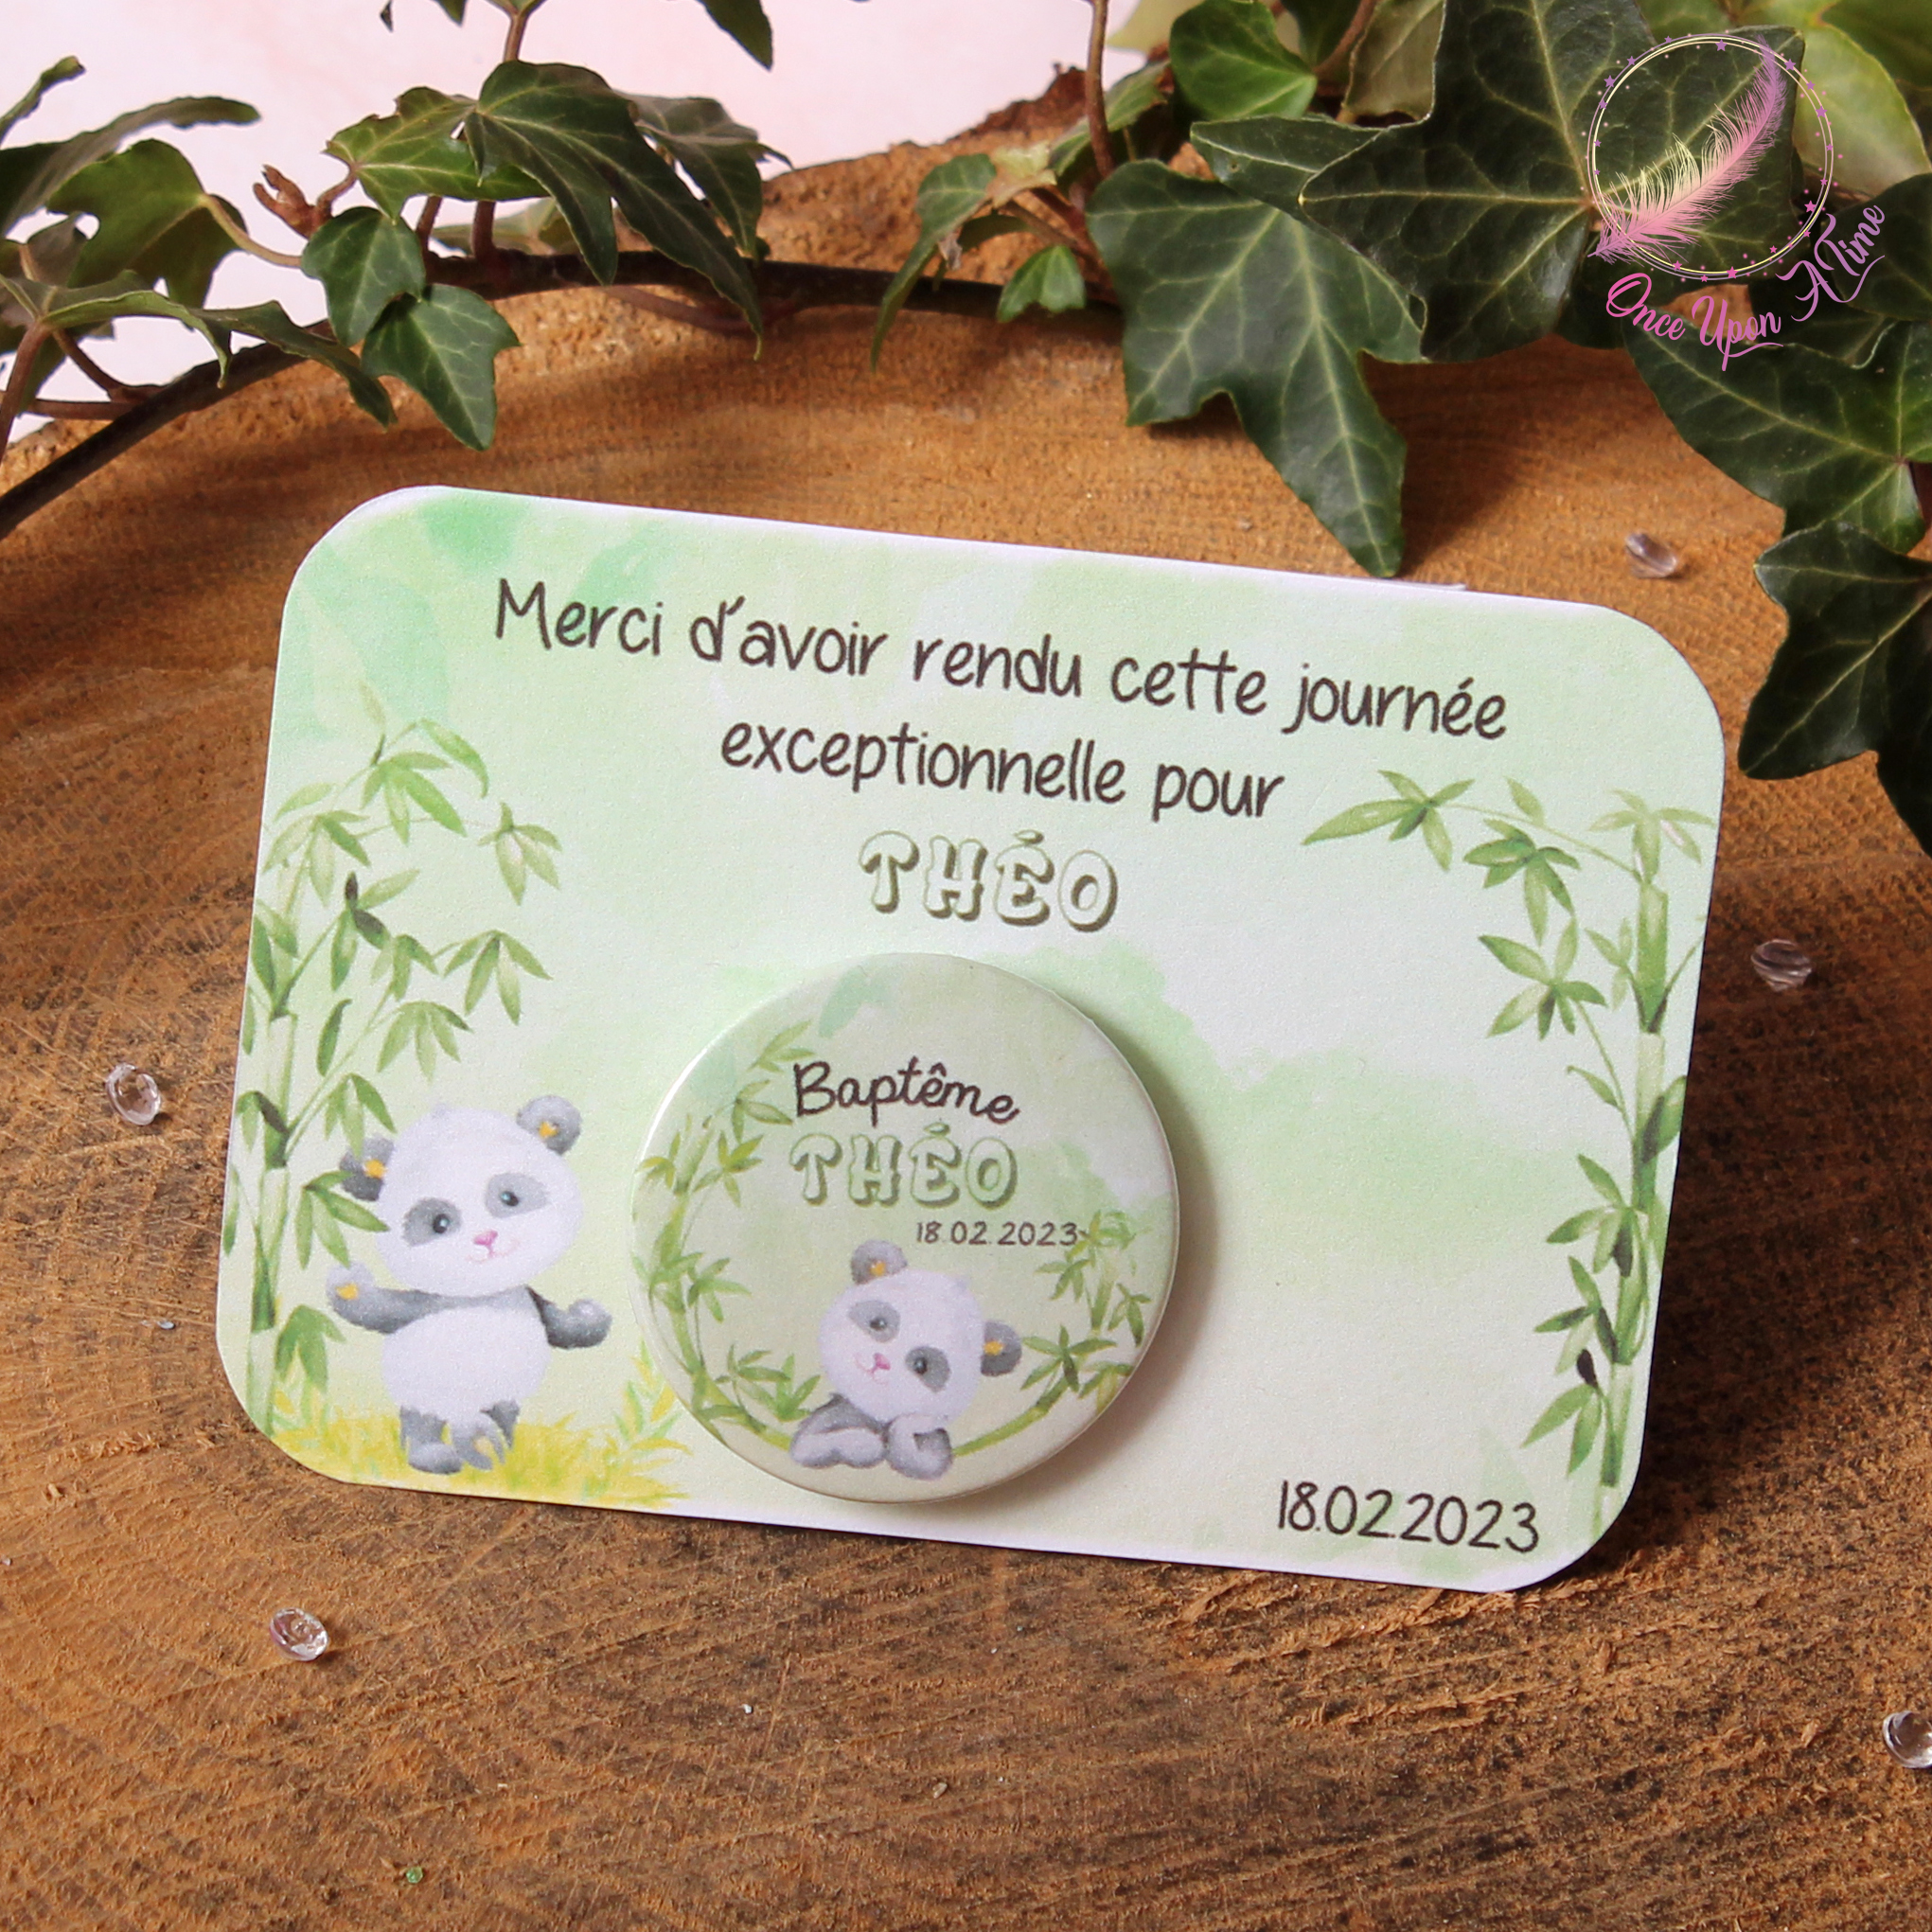 Once Upon A Time
Merci d'avoir rendu cette journée
exceptionnelle pour
THÉO
Baptême
THÉO
18.02.2023
18.02.2023